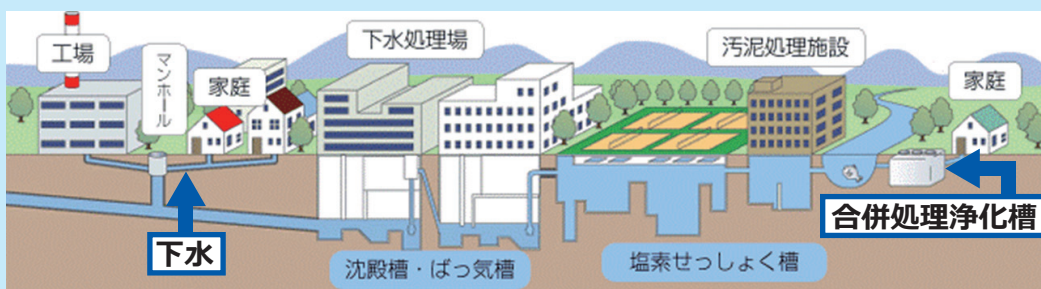 工場
マンホール
家庭
下水処理場
汚泥処理施設
家庭
下水
沈殿槽・ばっ気槽
塩素せっしょく槽
合併処理浄化槽